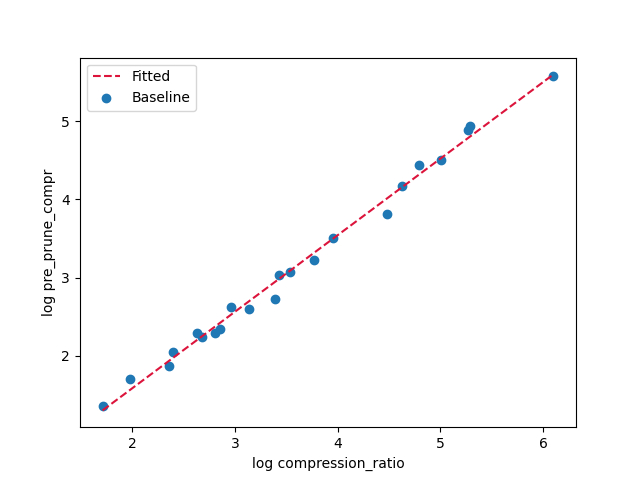 Fitted
Baseline
5
4
3
2
log pre_prune_compr
2 3 4 5 6
log compression_ratio